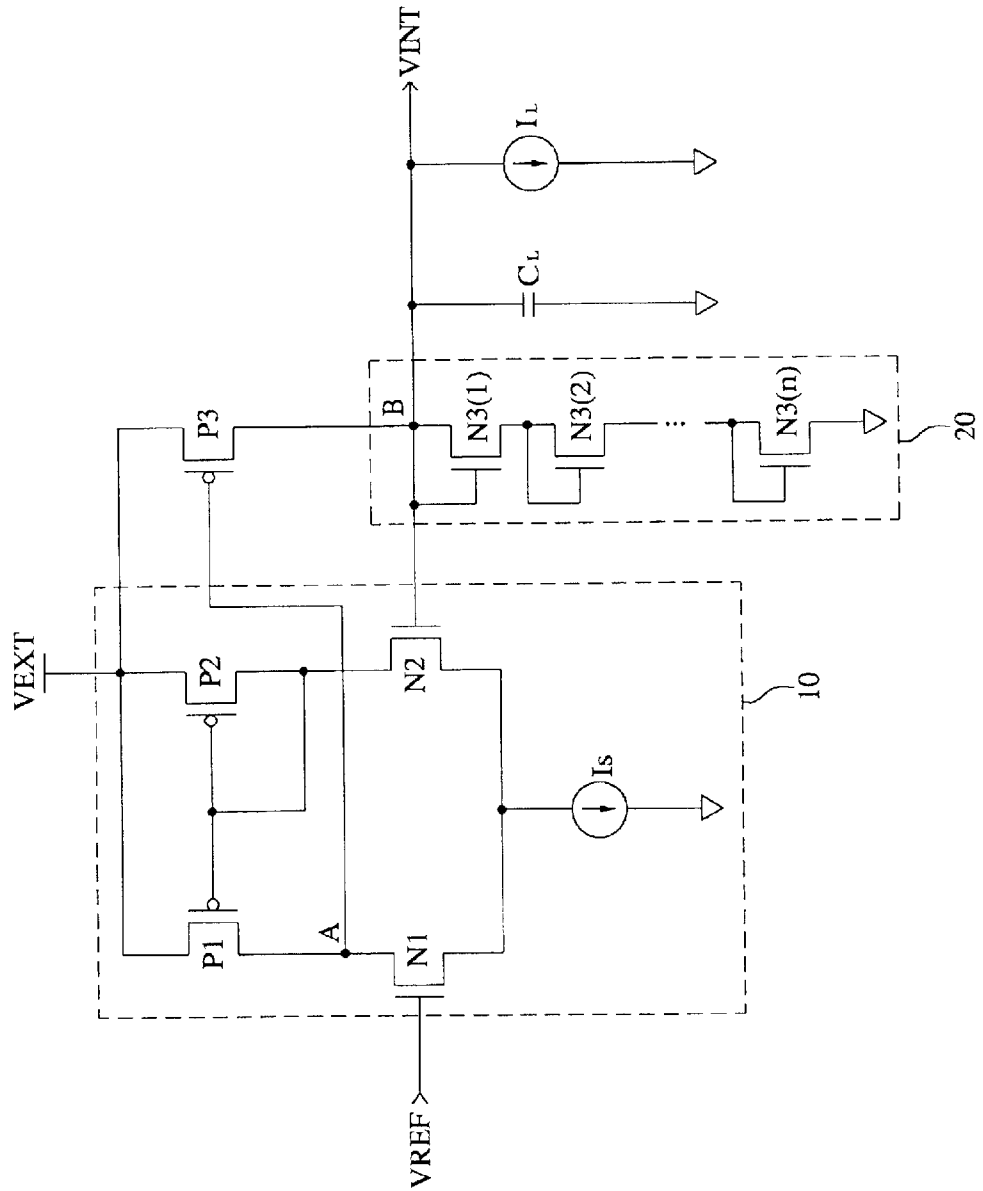 VEXT
P1
P2
P3
A
B
VINT
VREF
N1
N2
N3(1)
N3(2)
...
N3(n)
CL
IL
Is
10
20